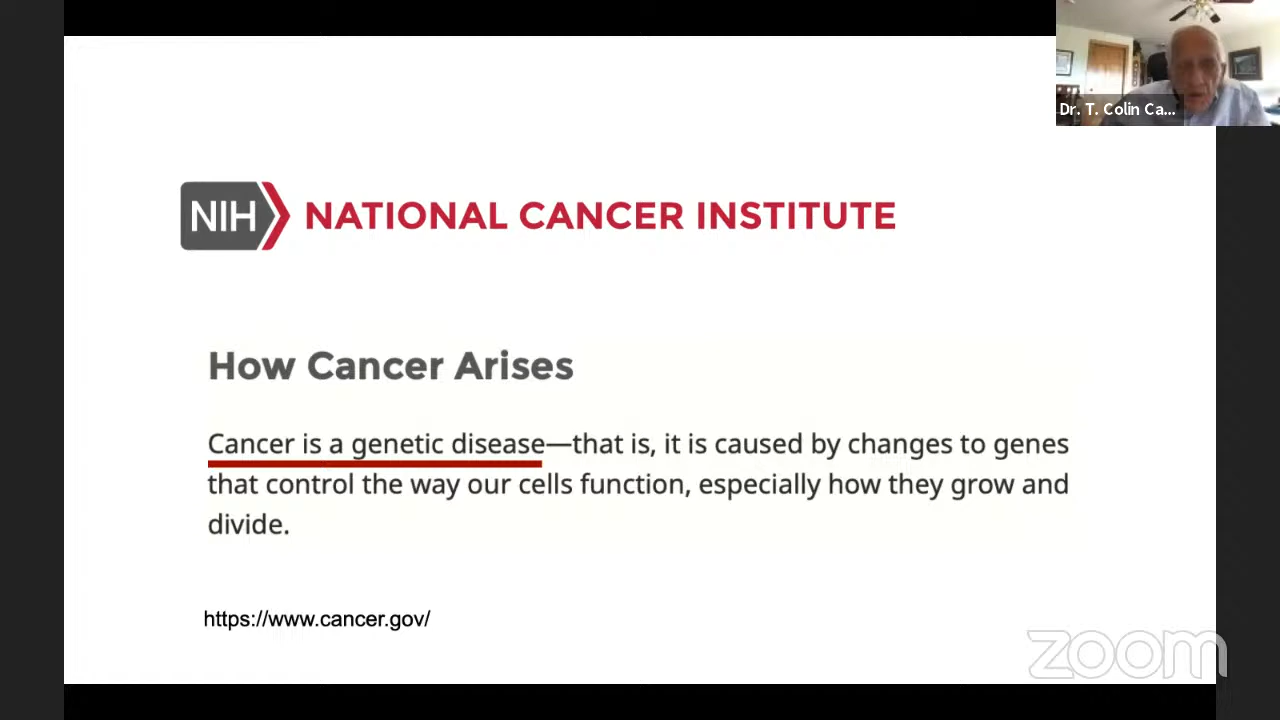 Dr. T. Colin Ca...
NIH NATIONAL CANCER INSTITUTE
How Cancer Arises
Cancer is a genetic disease—that is, it is caused by changes to genes
that control the way our cells function, especially how they grow and
divide.
https://www.cancer.gov/
zoom